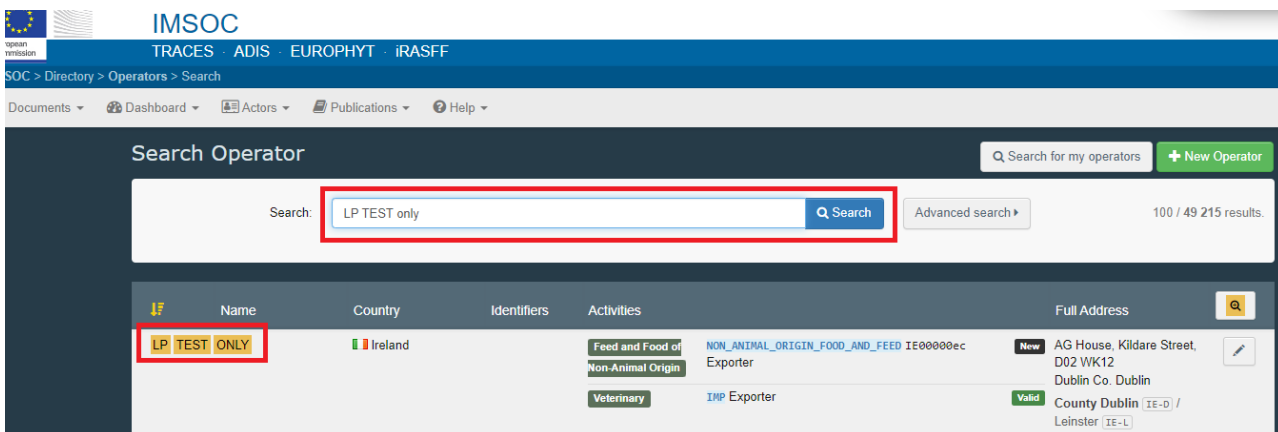 IMSOC
ropean
mmission
TRACES · ADIS · EUROPHYT · iRASFF
SOC > Directory > Operators > Search
Documents Dashboard Actors Publications Help
Search Operator
Search for my operators
New Operator
Search: LP TEST only Search Advanced search 100 / 49 215 results.
Name Country Identifiers Activities Full Address
LP TEST ONLY Ireland Feed and Food of Non-Animal Origin NON_ANIMAL_ORIGIN_FOOD_AND_FEED IE00000ec Exporter New AG House, Kildare Street,
D02 WK12
Dublin Co. Dublin
Veterinary IMP Exporter Valid County Dublin IE-D /
Leinster IE-L